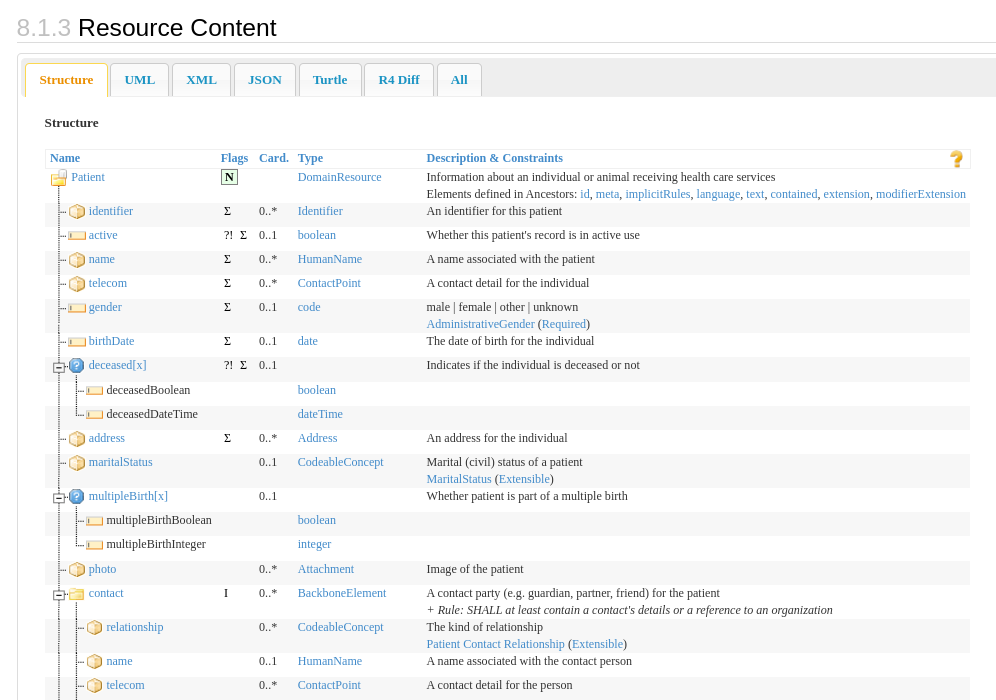 8.1.3 Resource Content
Structure UML XML JSON Turtle R4 Diff All
Structure
Name Flags Card. Type Description & Constraints
Patient N DomainResource Information about an individual or animal receiving health care services
Elements defined in Ancestors: id, meta, implicitRules, language, text, contained, extension, modifierExtension
identifier Σ 0..* Identifier An identifier for this patient
active ?! Σ 0..1 boolean Whether this patient's record is in active use
name Σ 0..* HumanName A name associated with the patient
telecom Σ 0..* ContactPoint A contact detail for the individual
gender Σ 0..1 code male | female | other | unknown
AdministrativeGender (Required)
birthDate Σ 0..1 date The date of birth for the individual
deceased[x] ?! Σ 0..1 Indicates if the individual is deceased or not
deceasedBoolean boolean
deceasedDateTime dateTime
address Σ 0..* Address An address for the individual
maritalStatus 0..1 CodeableConcept Marital (civil) status of a patient
MaritalStatus (Extensible)
multipleBirth[x] 0..1 Whether patient is part of a multiple birth
multipleBirthBoolean boolean
multipleBirthInteger integer
photo 0..* Attachment Image of the patient
contact I 0..* BackboneElement A contact party (e.g. guardian, partner, friend) for the patient
+ Rule: SHALL at least contain a contact's details or a reference to an organization
relationship 0..* CodeableConcept The kind of relationship
Patient Contact Relationship (Extensible)
name 0..1 HumanName A name associated with the contact person
telecom 0..* ContactPoint A contact detail for the person